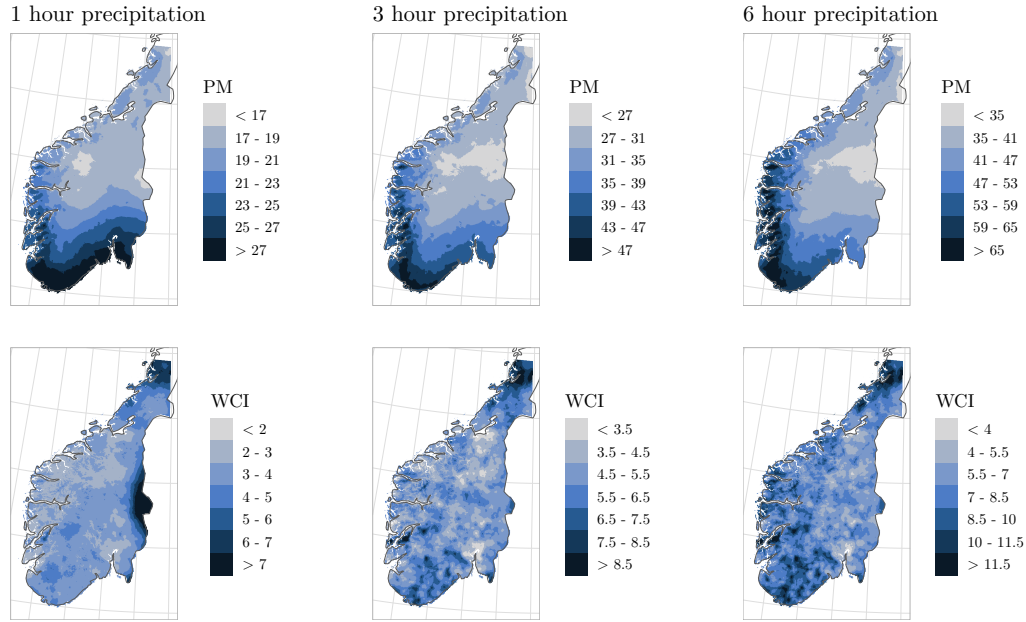 1 hour precipitation
3 hour precipitation
6 hour precipitation
PM
< 17
17 - 19
19 - 21
21 - 23
23 - 25
25 - 27
> 27
PM
< 27
27 - 31
31 - 35
35 - 39
39 - 43
43 - 47
> 47
PM
< 35
35 - 41
41 - 47
47 - 53
53 - 59
59 - 65
> 65
WCI
< 2
2 - 3
3 - 4
4 - 5
5 - 6
6 - 7
> 7
WCI
< 3.5
3.5 - 4.5
4.5 - 5.5
5.5 - 6.5
6.5 - 7.5
7.5 - 8.5
> 8.5
WCI
< 4
4 - 5.5
5.5 - 7
7 - 8.5
8.5 - 10
10 - 11.5
> 11.5